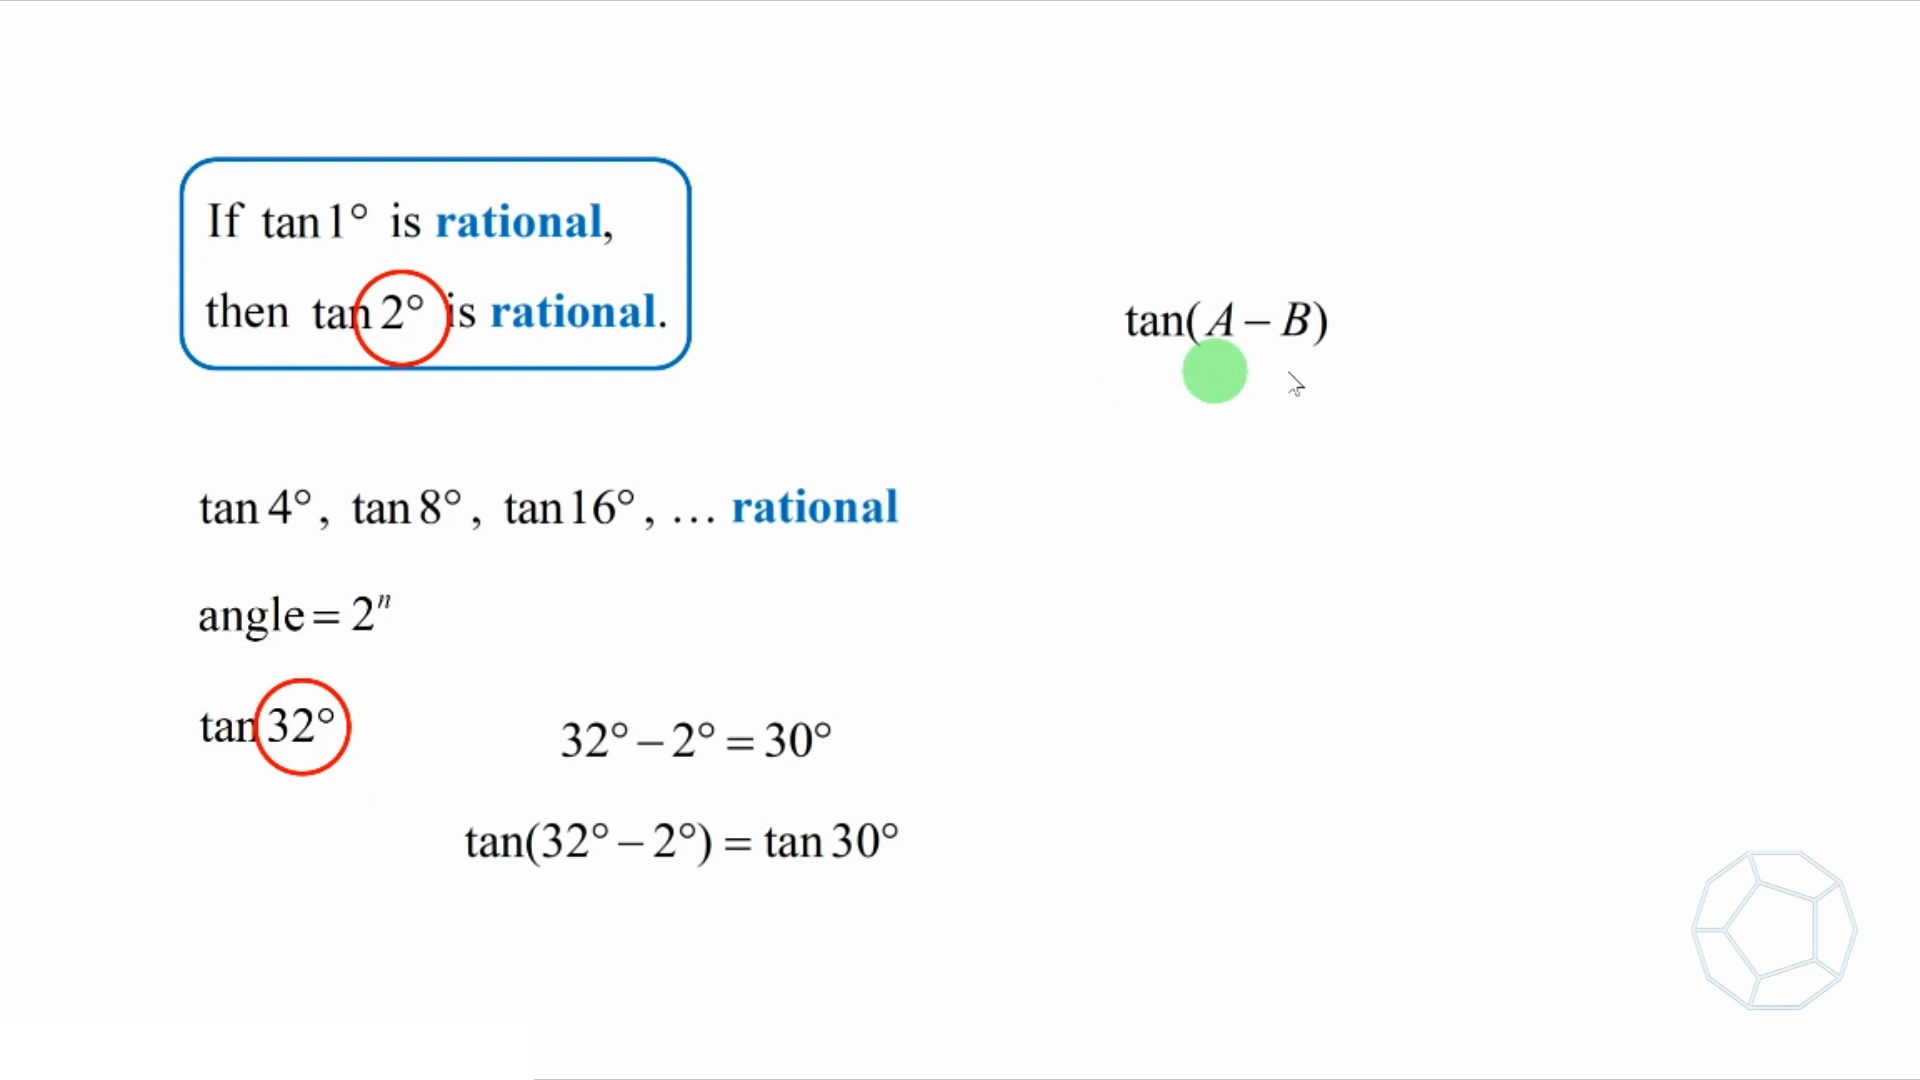 If tan 1° is rational,
then tan 2° is rational.
tan(A − B)
tan 4°, tan 8°, tan 16°, … rational
angle = 2ⁿ
tan 32°
32° − 2° = 30°
tan(32° − 2°) = tan 30°